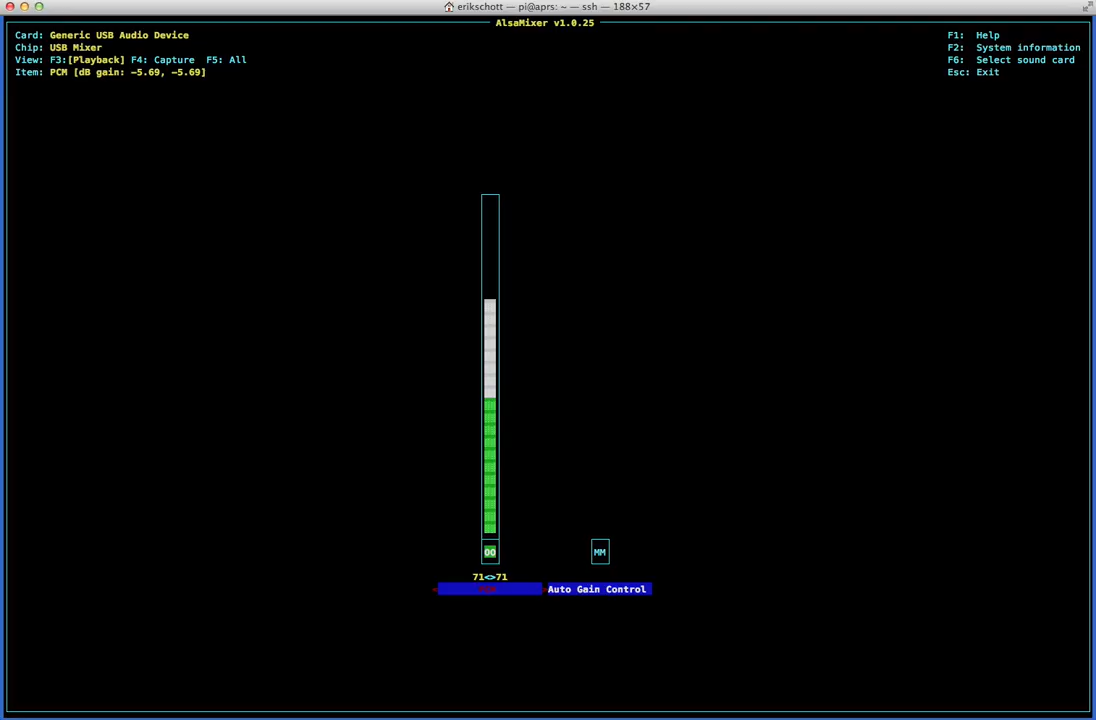 erikschott — pi@aprs: ~ — ssh — 188×57
AlsaMixer v1.0.25
Card: Generic USB Audio Device
Chip: USB Mixer
View: F3:[Playback] F4: Capture F5: All
Item: PCM [dB gain: −5.69, −5.69]
F1: Help
F2: System information
F6: Select sound card
Esc: Exit
OO
MM
71<>71
Auto Gain Control